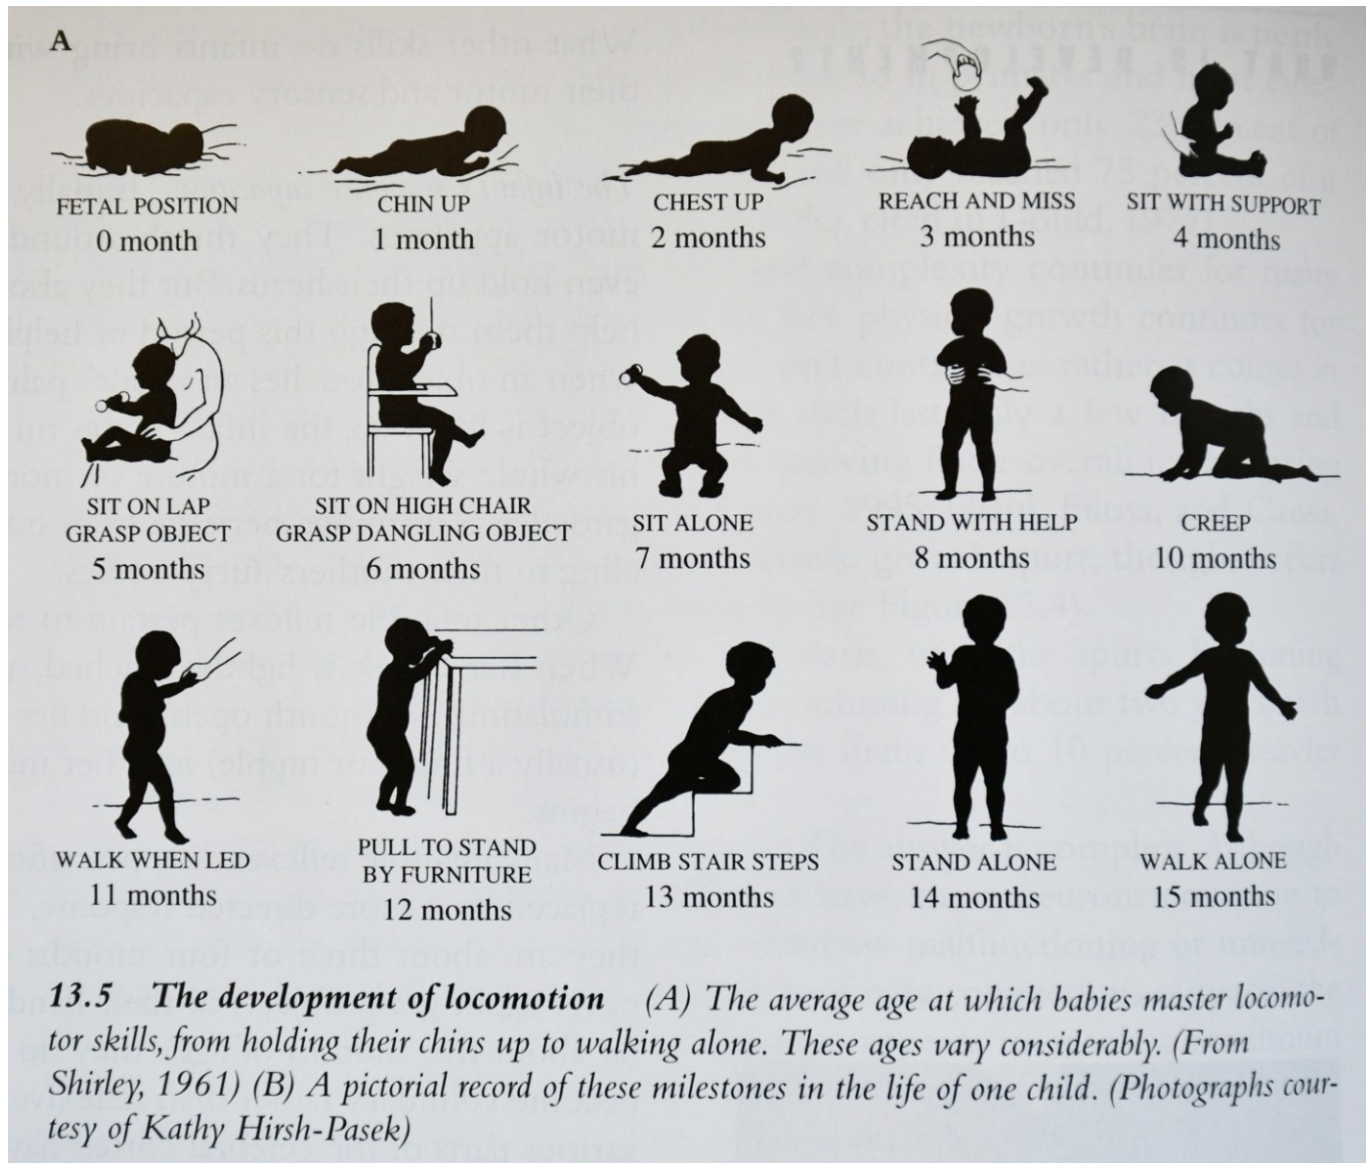 A
FETAL POSITION
0 month
CHIN UP
1 month
CHEST UP
2 months
REACH AND MISS
3 months
SIT WITH SUPPORT
4 months
SIT ON LAP
GRASP OBJECT
5 months
SIT ON HIGH CHAIR
GRASP DANGLING OBJECT
6 months
SIT ALONE
7 months
STAND WITH HELP
8 months
CREEP
10 months
WALK WHEN LED
11 months
PULL TO STAND
BY FURNITURE
12 months
CLIMB STAIR STEPS
13 months
STAND ALONE
14 months
WALK ALONE
15 months
13.5 The development of locomotion (A) The average age at which babies master locomo-
tor skills, from holding their chins up to walking alone. These ages vary considerably. (From
Shirley, 1961) (B) A pictorial record of these milestones in the life of one child. (Photographs cour-
tesy of Kathy Hirsh-Pasek)